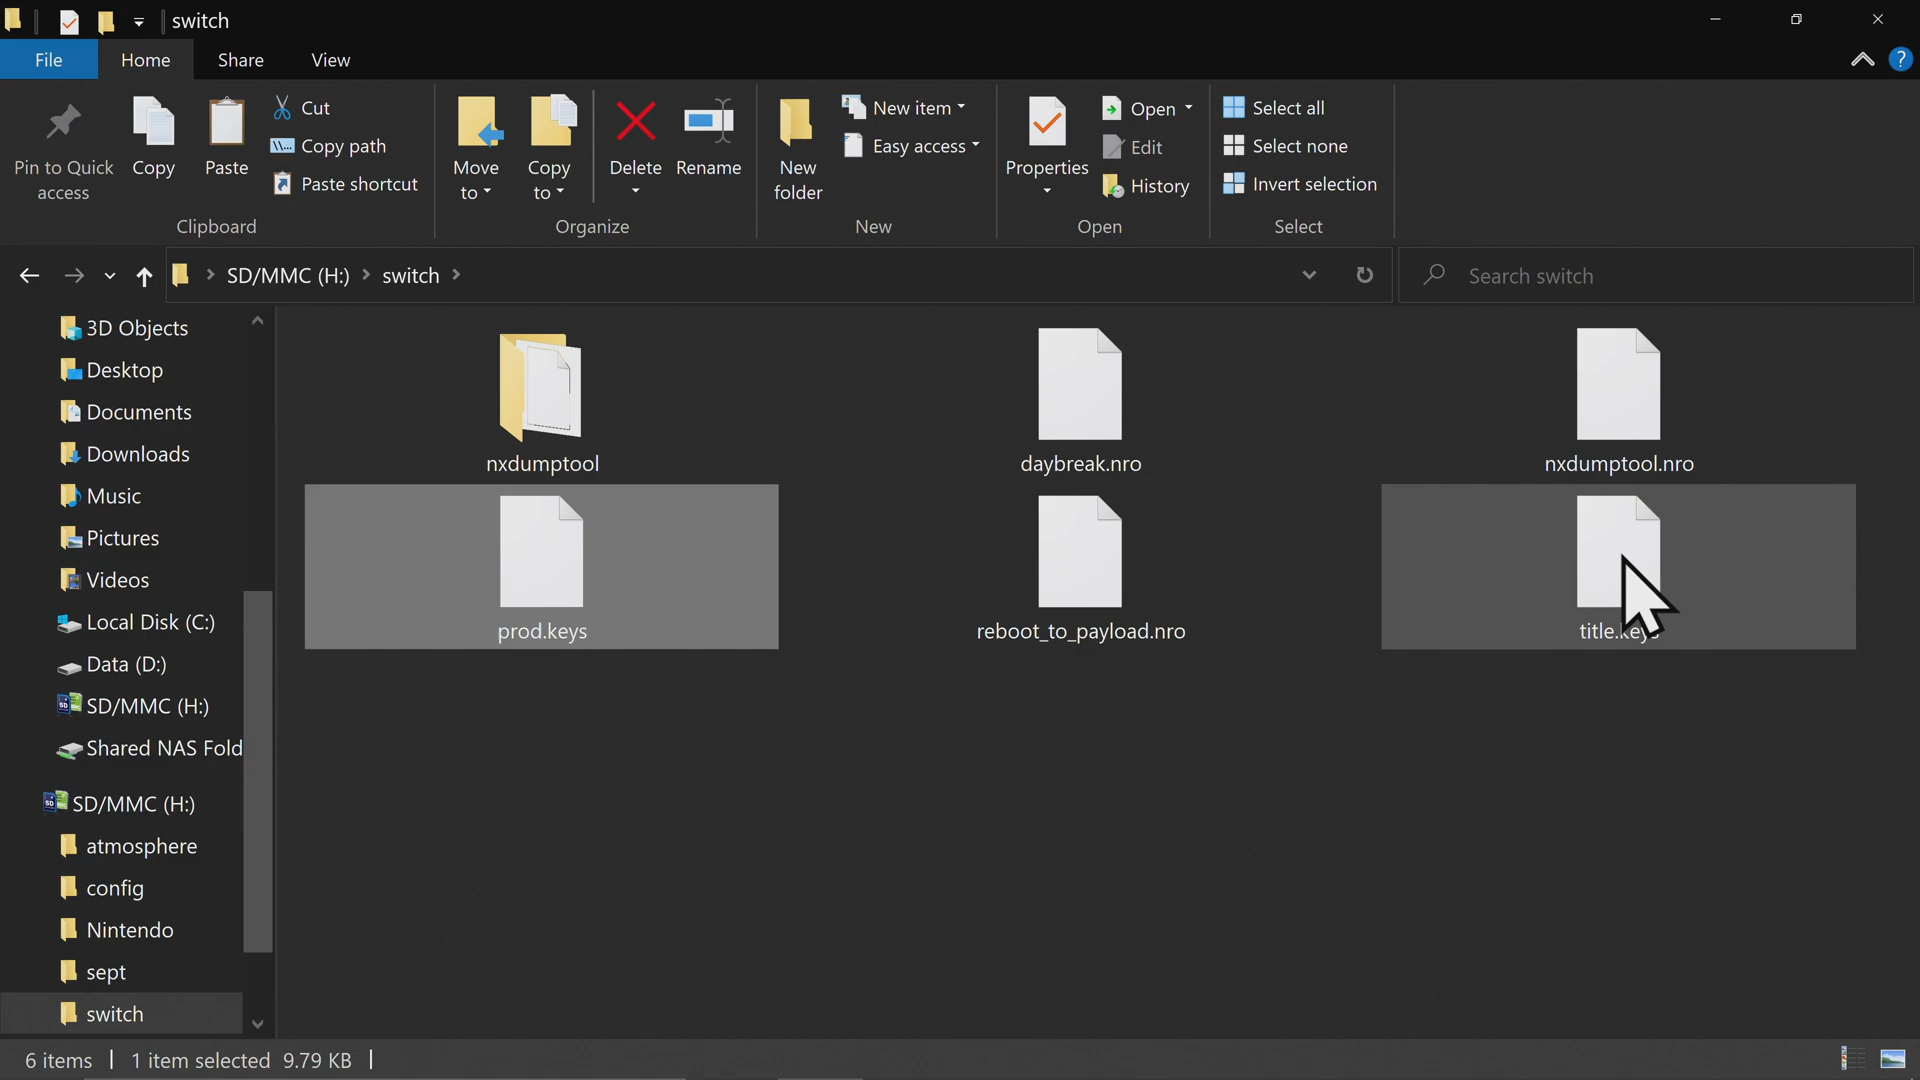 switch
File
Home
Share
View
?
Pin to Quick
access
Copy
Paste
Cut
Copy path
Paste shortcut
Clipboard
Move
to
Copy
to
Delete
Rename
Organize
New
folder
New item
Easy access
New
Properties
Open
Edit
History
Open
Select all
Select none
Invert selection
Select
SD/MMC (H:)
switch
Search switch
3D Objects
Desktop
Documents
Downloads
Music
Pictures
Videos
Local Disk (C:)
Data (D:)
SD/MMC (H:)
Shared NAS Fold
SD/MMC (H:)
atmosphere
config
Nintendo
sept
switch
nxdumptool
daybreak.nro
nxdumptool.nro
prod.keys
reboot_to_payload.nro
title.keys
6 items
1 item selected 9.79 KB